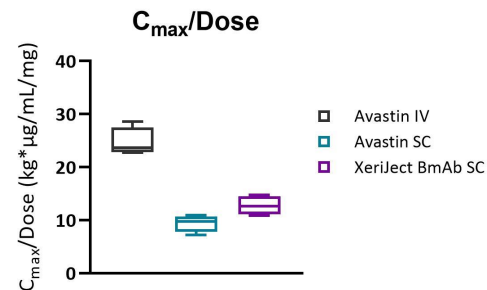 Cmax/Dose
Cmax/Dose (kg*μg/mL/mg)
40
30
20
10
0
Avastin IV
Avastin SC
XeriJect BmAb SC